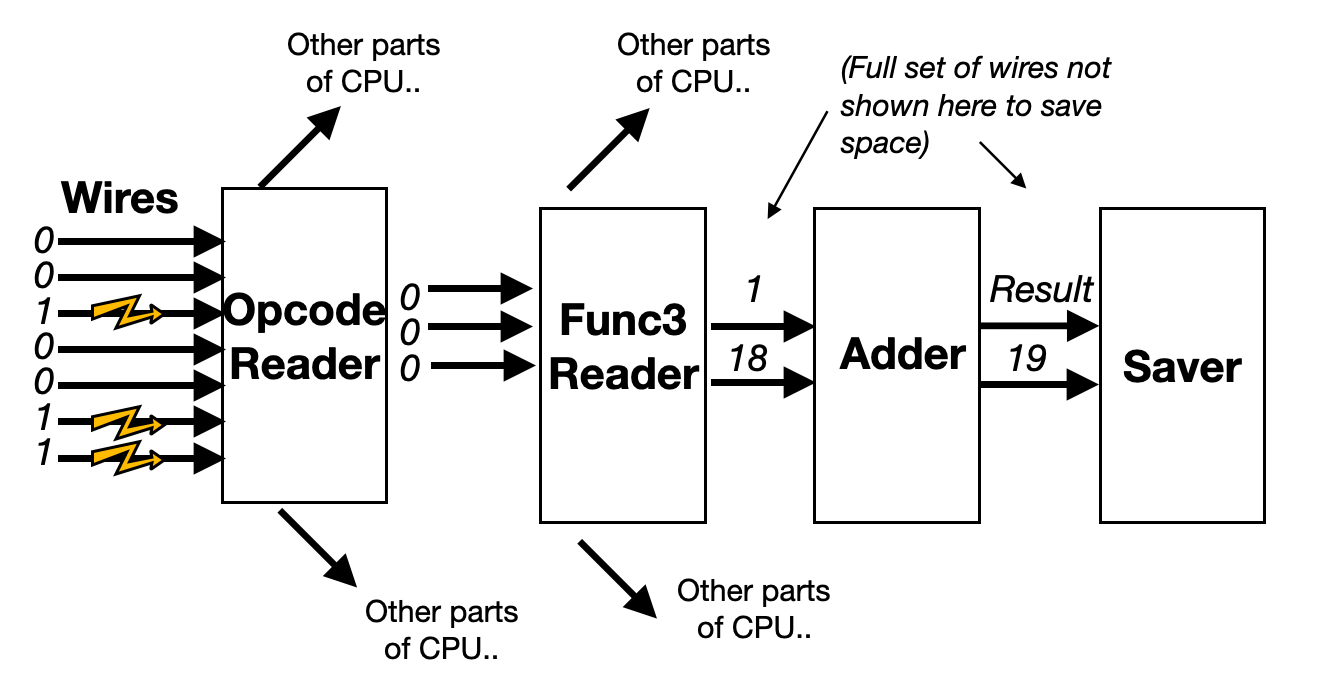 Other parts
of CPU..
Other parts
of CPU..
(Full set of wires not
shown here to save
space)
Wires
0
0
1
0
0
1
1
Opcode
Reader
0
0
0
Func3
Reader
1
18
Adder
Result
19
Saver
Other parts
of CPU..
Other parts
of CPU..